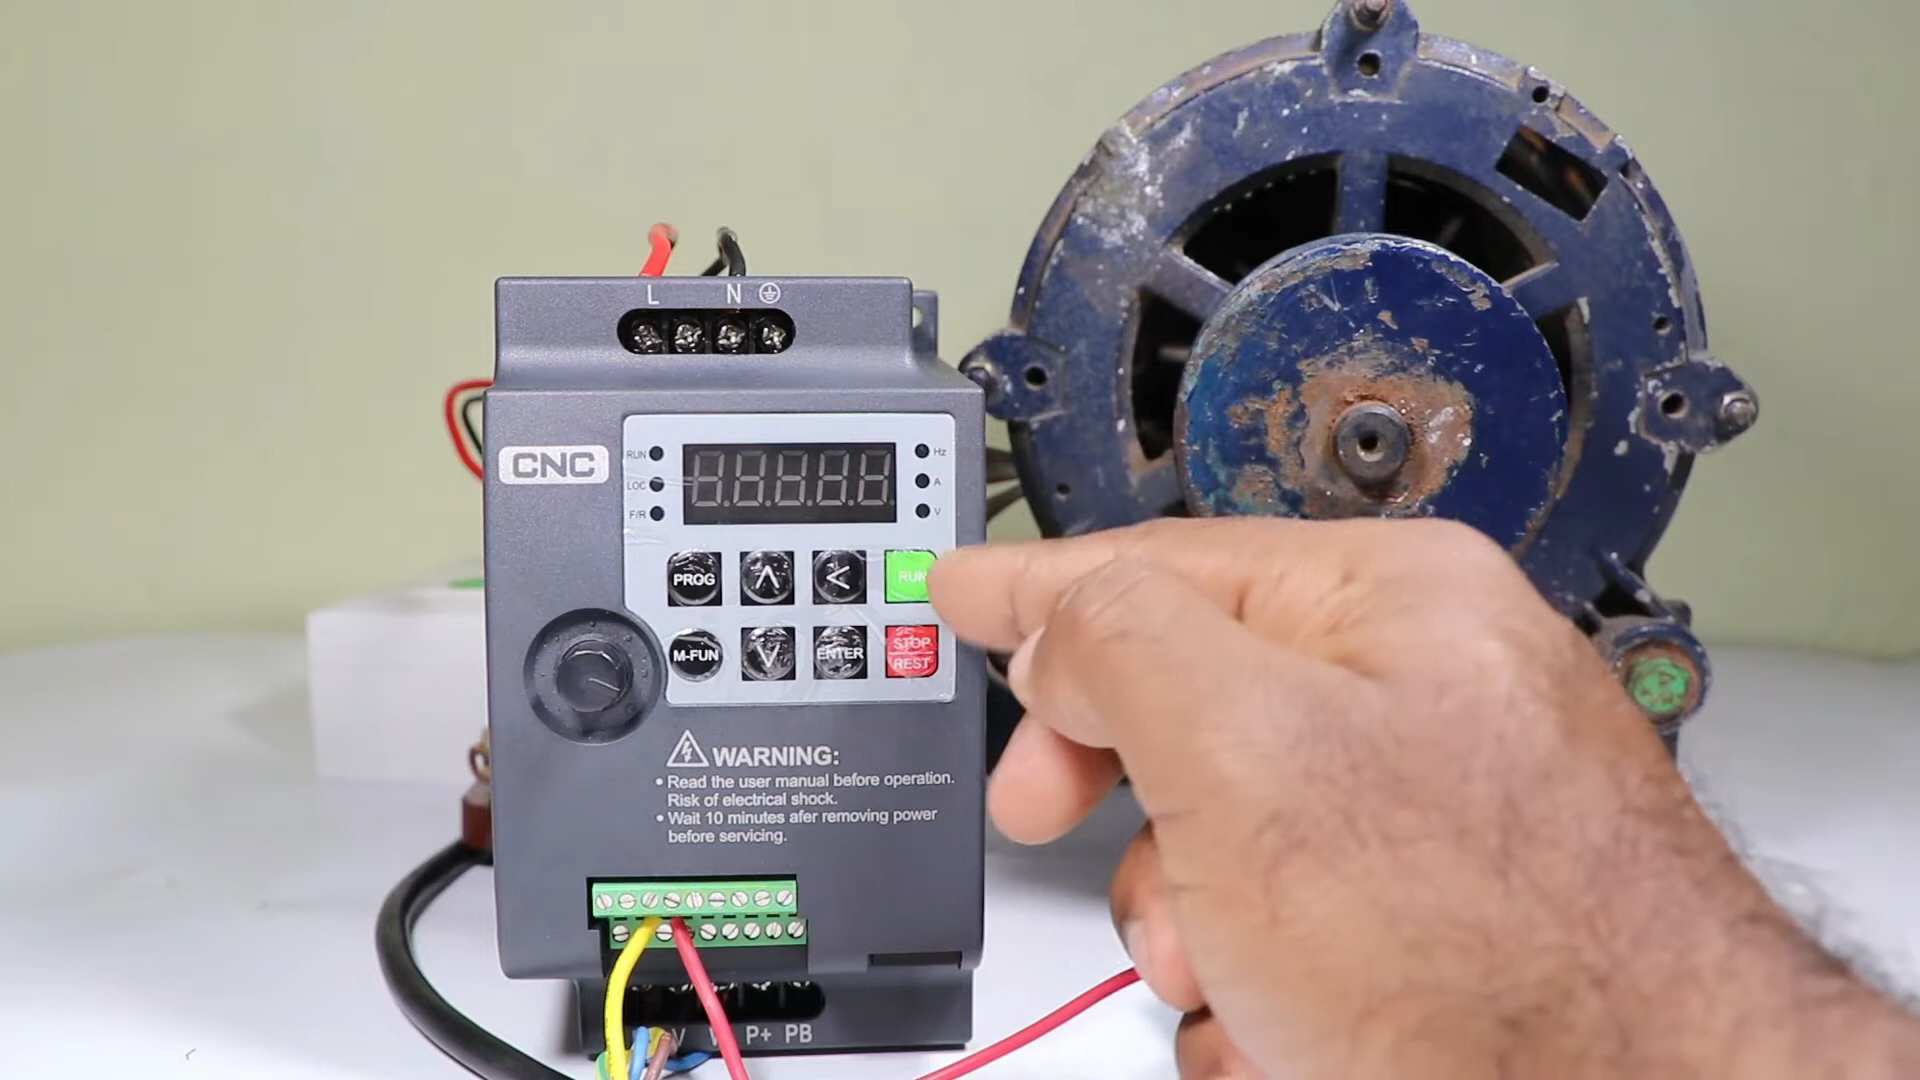 L N
CNC
RUN
LOC
F/R
Hz
A
V
PROG
RUN
M-FUN
ENTER
STOP
REST
WARNING:
• Read the user manual before operation.
Risk of electrical shock.
• Wait 10 minutes afer removing power
before servicing.
V P+ PB